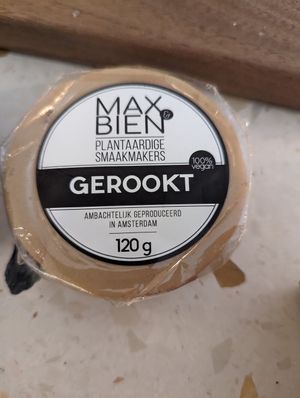 MAX &
BIEN
PLANTAARDIGE
SMAAKMAKERS
100%
vegan
GEROOKT
AMBACHTELIJK GEPRODUCEERD
IN AMSTERDAM
120 g